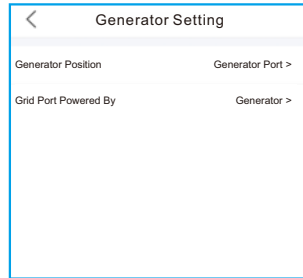 Generator Setting
Generator Position Generator Port >
Grid Port Powered By Generator >